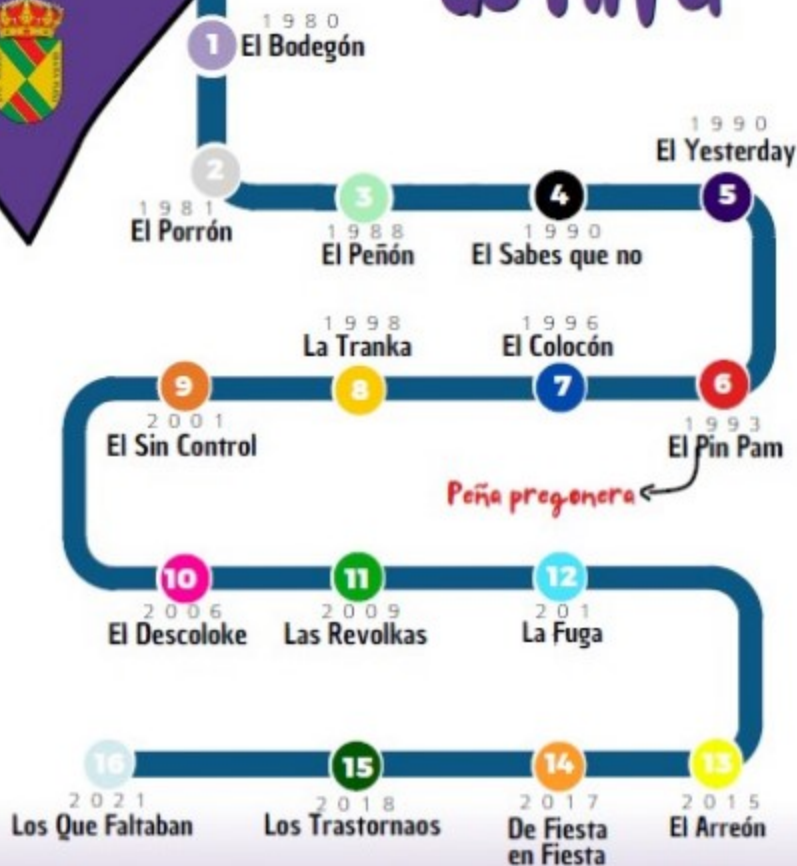 1980
1 El Bodegón
2
1981
El Porrón
3
1988
El Peñón
4
1990
El Sabes que no
1990
El Yesterday
5
6
1993
El Pin Pam
Peña pregonera
1996
El Colocón
7
1998
La Tranka
8
9
2001
El Sin Control
10
2006
El Descoloke
11
2009
Las Revolkas
12
201
La Fuga
13
2015
El Arreón
14
2017
De Fiesta
en Fiesta
15
2018
Los Trastornaos
16
2021
Los Que Faltaban